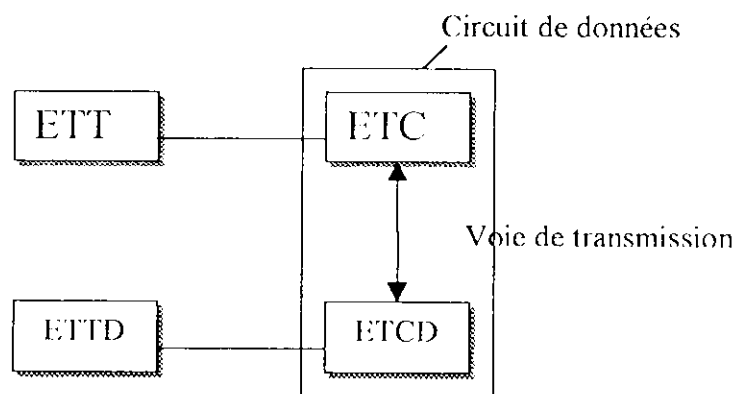 Circuit de données
ETT
ETC
Voie de transmission
ETTD
ETCD